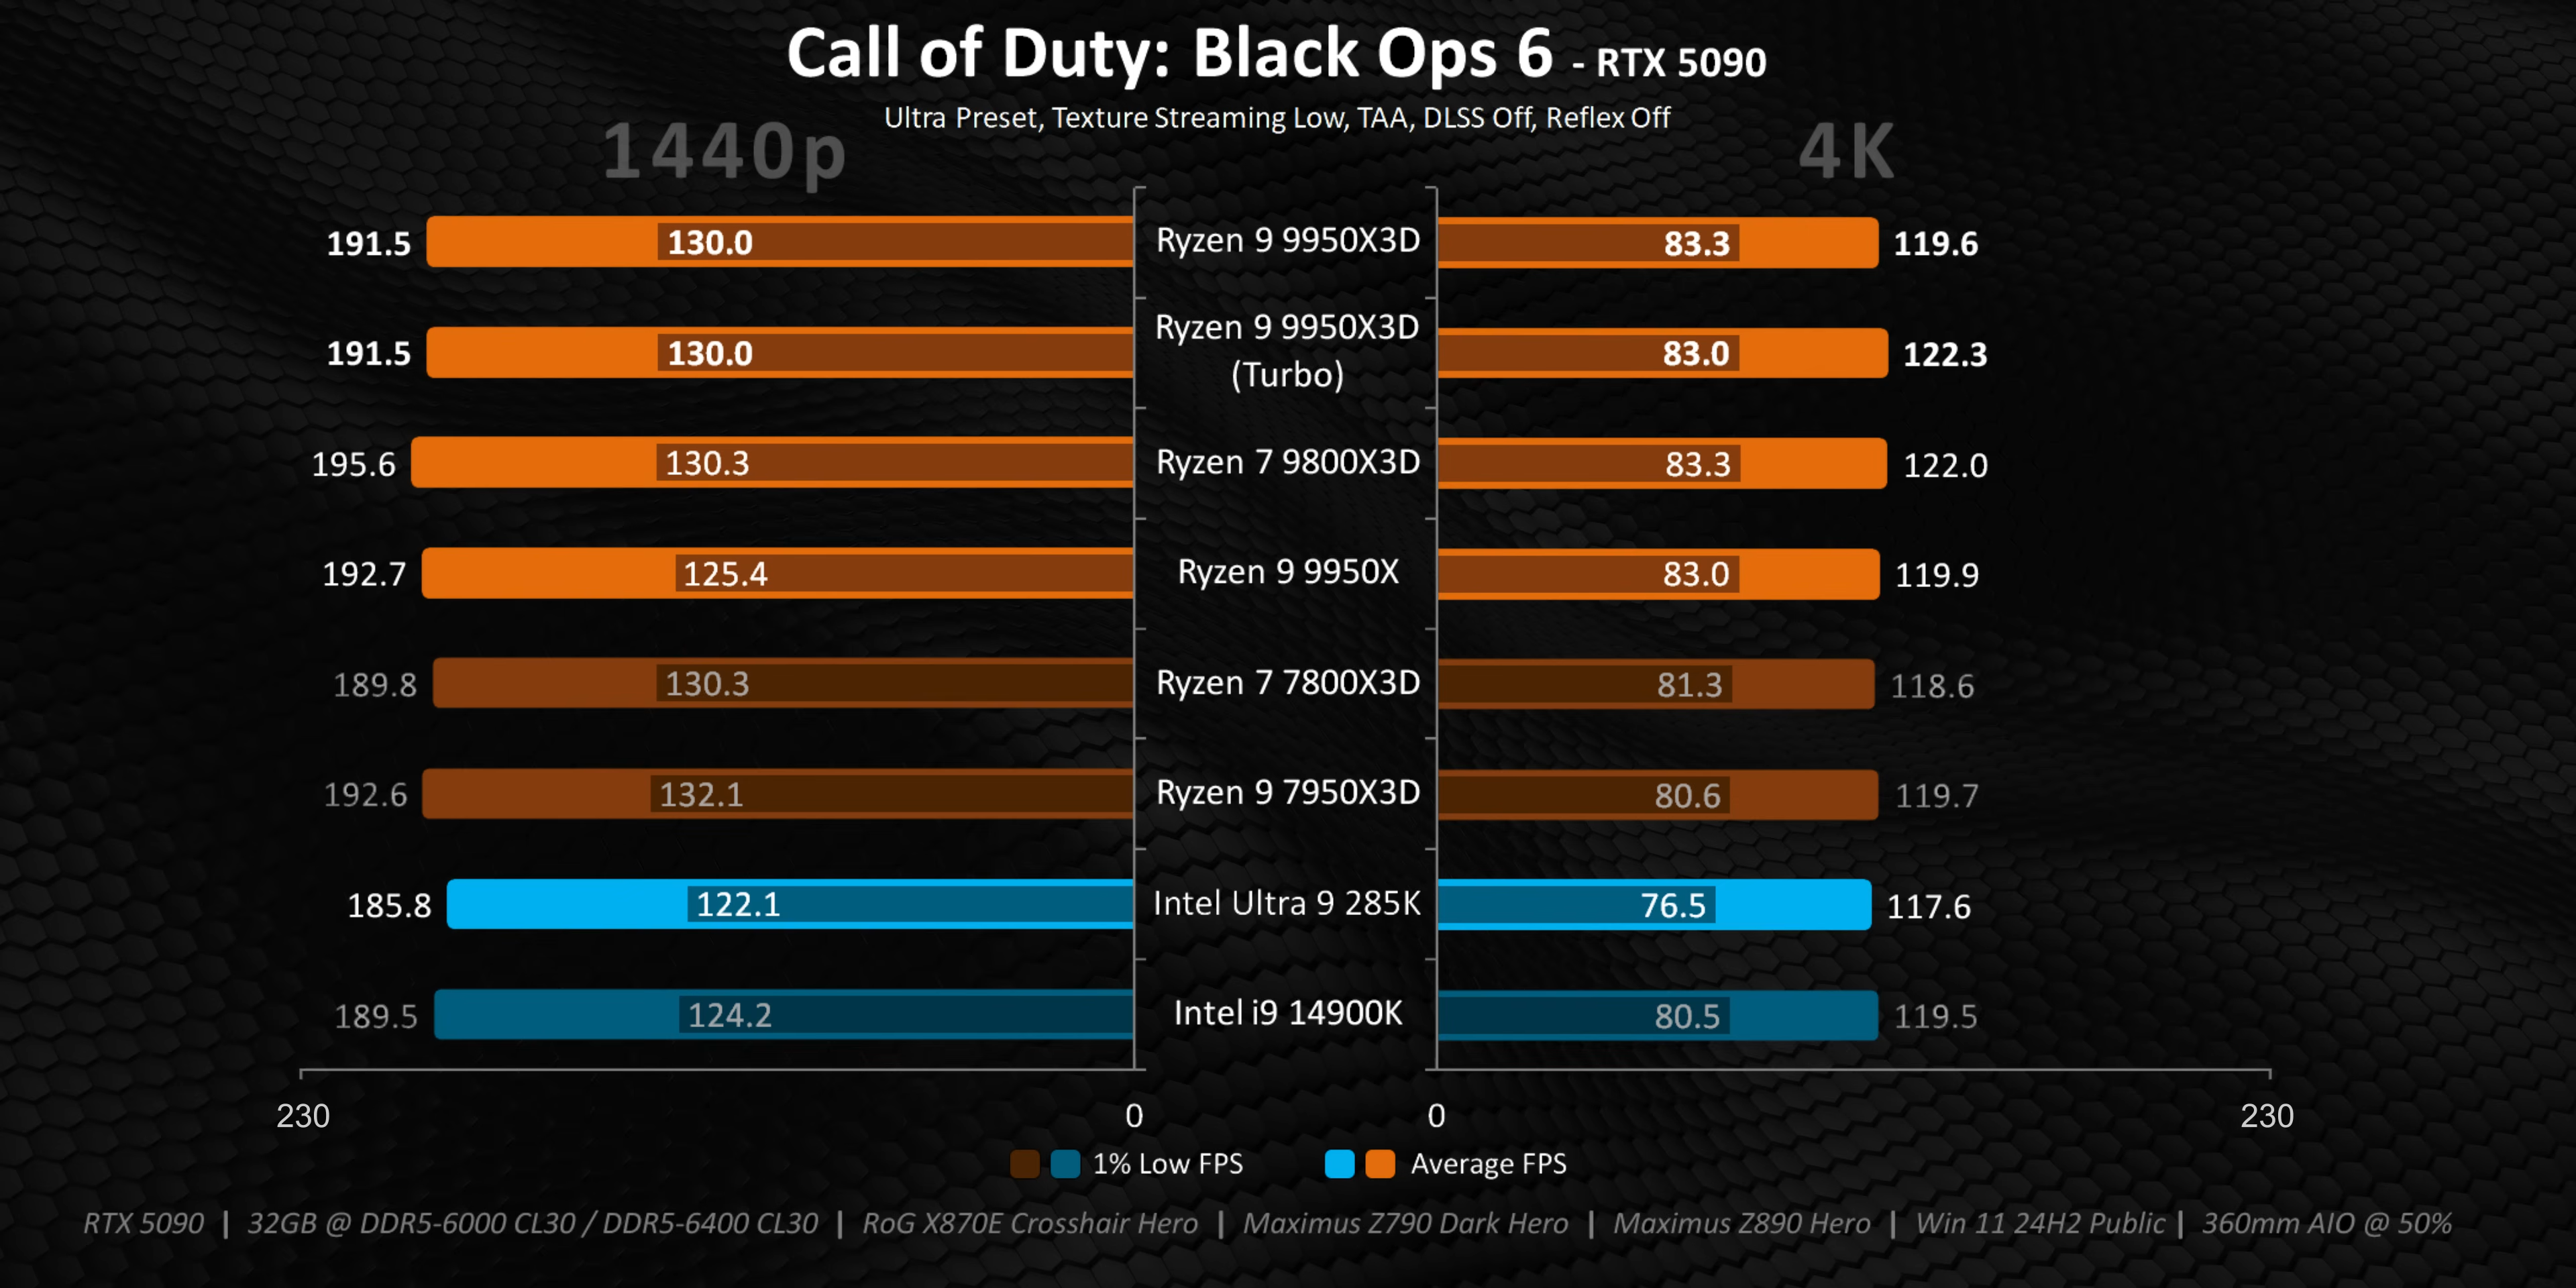 Call of Duty: Black Ops 6 - RTX 5090
Ultra Preset, Texture Streaming Low, TAA, DLSS Off, Reflex Off
1440p 4K
191.5 130.0 Ryzen 9 9950X3D 83.3 119.6
191.5 130.0 Ryzen 9 9950X3D (Turbo) 83.0 122.3
195.6 130.3 Ryzen 7 9800X3D 83.3 122.0
192.7 125.4 Ryzen 9 9950X 83.0 119.9
189.8 130.3 Ryzen 7 7800X3D 81.3 118.6
192.6 132.1 Ryzen 9 7950X3D 80.6 119.7
185.8 122.1 Intel Ultra 9 285K 76.5 117.6
189.5 124.2 Intel i9 14900K 80.5 119.5
230 0 0 230
1% Low FPS Average FPS
RTX 5090 | 32GB @ DDR5-6000 CL30 / DDR5-6400 CL30 | RoG X870E Crosshair Hero | Maximus Z790 Dark Hero | Maximus Z890 Hero | Win 11 24H2 Public | 360mm AIO @ 50%